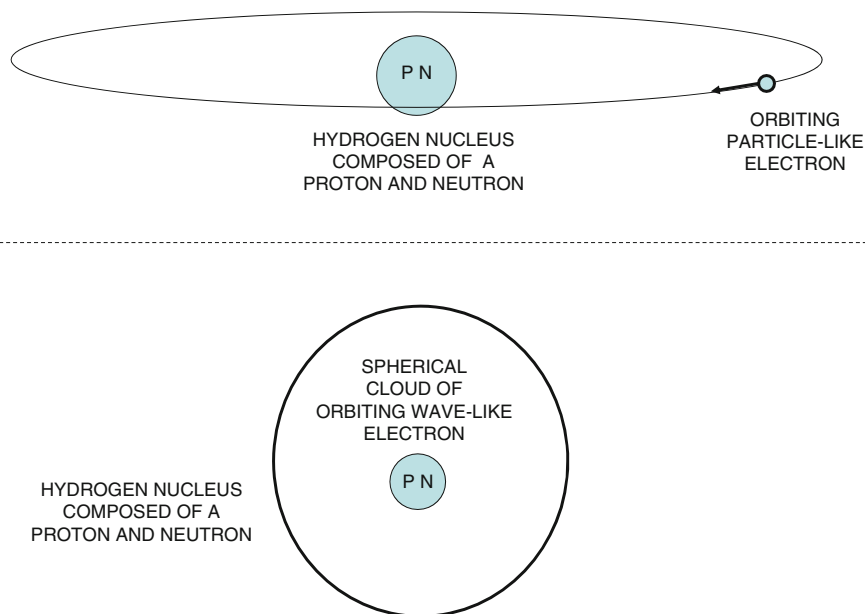 P N
HYDROGEN NUCLEUS
COMPOSED OF A
PROTON AND NEUTRON
ORBITING
PARTICLE-LIKE
ELECTRON
SPHERICAL
CLOUD OF
ORBITING WAVE-LIKE
ELECTRON
P N
HYDROGEN NUCLEUS
COMPOSED OF A
PROTON AND NEUTRON